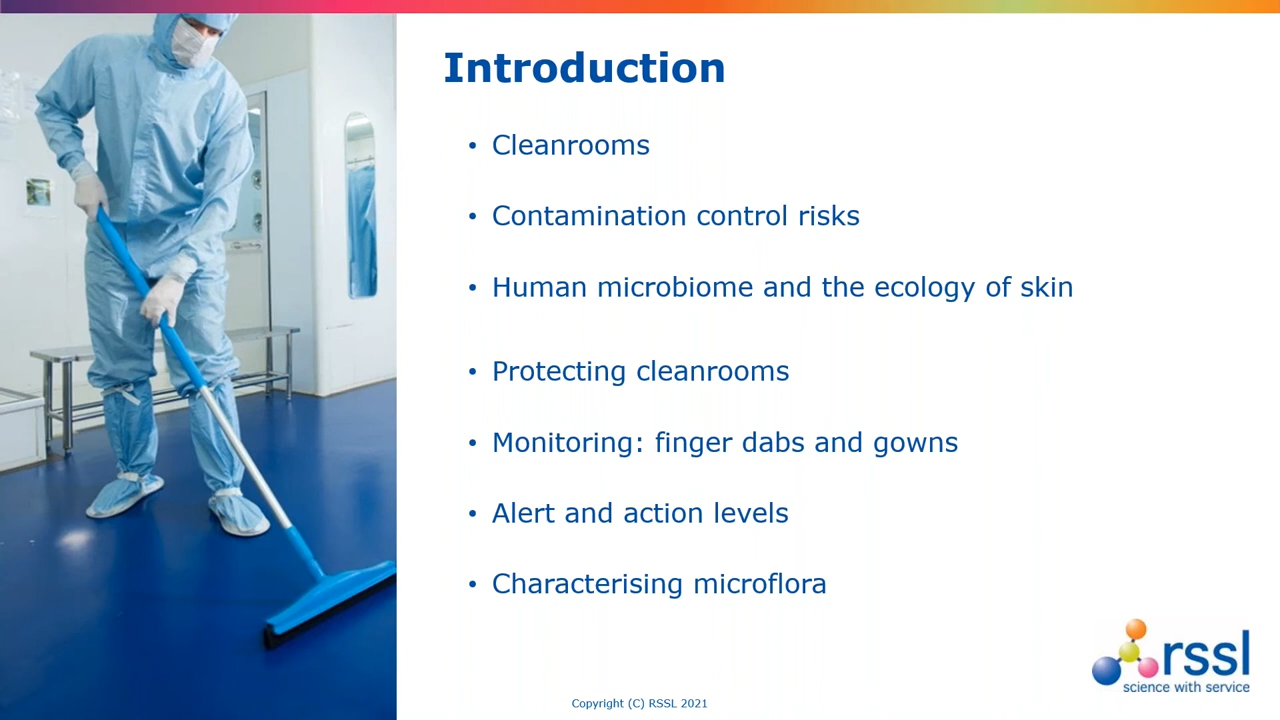 Introduction
• Cleanrooms
• Contamination control risks
• Human microbiome and the ecology of skin
• Protecting cleanrooms
• Monitoring: finger dabs and gowns
• Alert and action levels
• Characterising microflora
rssl
science with service
Copyright (C) RSSL 2021